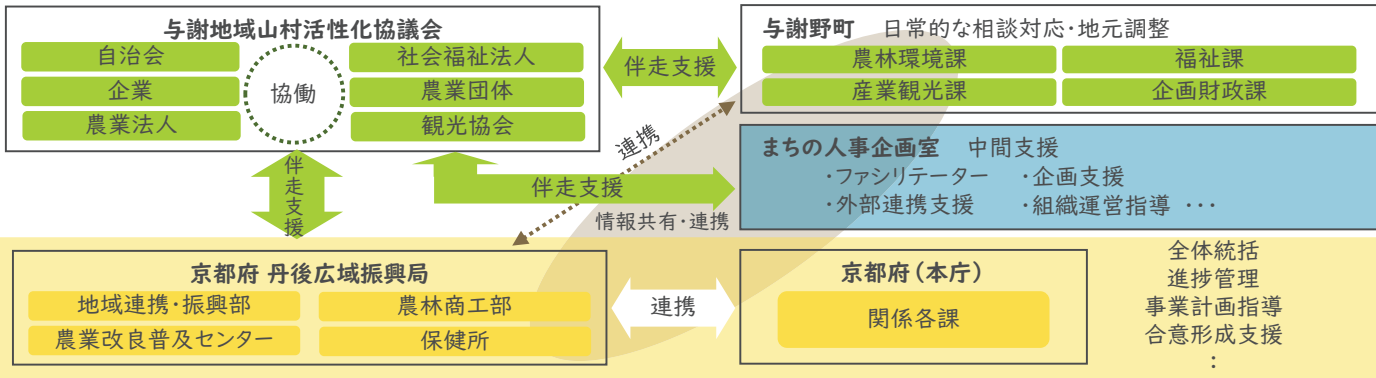 与謝地域山村活性化協議会
自治会
企業
農業法人
協働
社会福祉法人
農業団体
観光協会
伴走支援
与謝野町 日常的な相談対応・地元調整
農林環境課
福祉課
産業観光課
企画財政課
連携
まちの人事企画室 中間支援
・ファシリテーター ・企画支援
・外部連携支援 ・組織運営指導 ・・・
伴走支援
伴走支援
情報共有・連携
京都府 丹後広域振興局
地域連携・振興部
農林商工部
農業改良普及センター
保健所
連携
京都府（本庁）
関係各課
全体統括
進捗管理
事業計画指導
合意形成支援
：